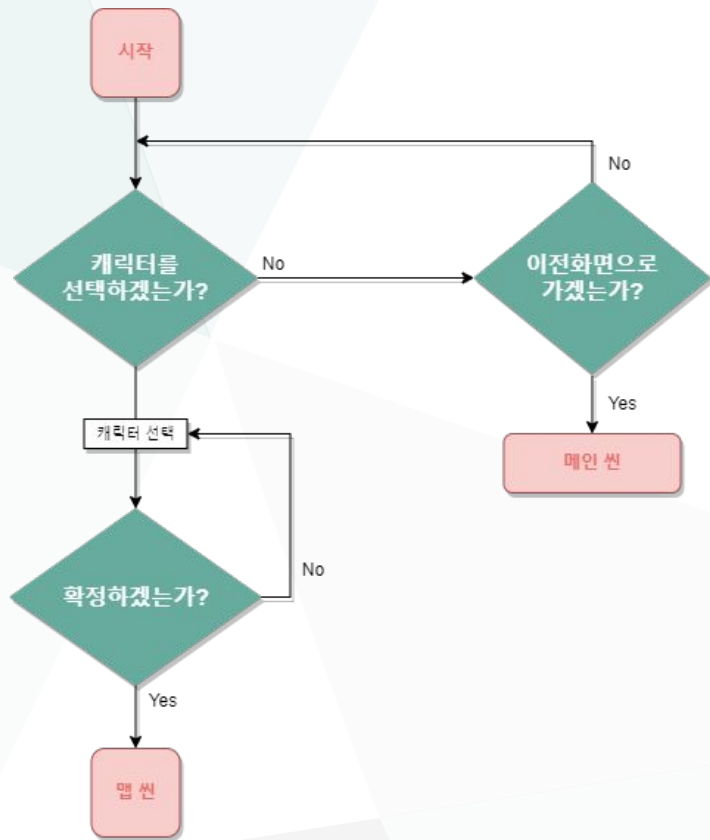 시작
No
캐릭터를
선택하겠는가?
No
이전화면으로
가겠는가?
Yes
캐릭터 선택
메인 씬
확정하겠는가?
No
Yes
맵 씬